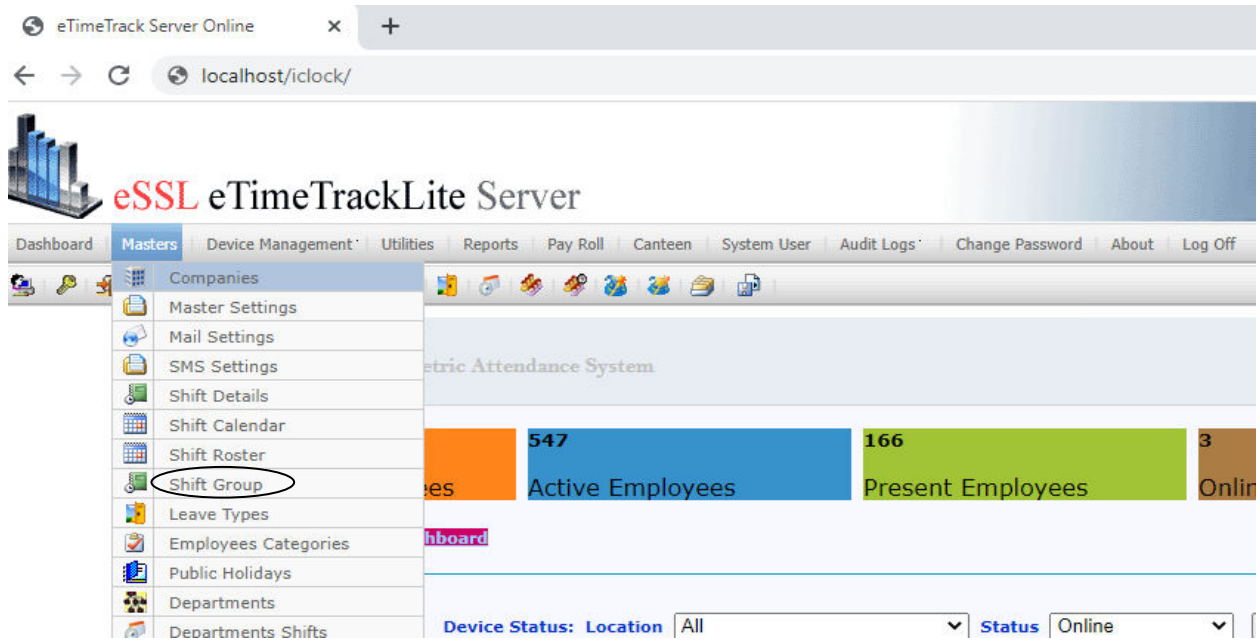 eTimeTrack Server Online
localhost/iclock/
eSSL eTimeTrackLite Server
Dashboard Masters Device Management Utilities Reports Pay Roll Canteen System User Audit Logs Change Password About Log Off
Companies
Master Settings
Mail Settings
SMS Settings
Shift Details
Shift Calendar
Shift Roster
Shift Group
Leave Types
Employees Categories
Public Holidays
Departments
Departments Shifts
etric Attendance System
ees
547
Active Employees
166
Present Employees
3
Onlin
hboard
Device Status: Location All Status Online